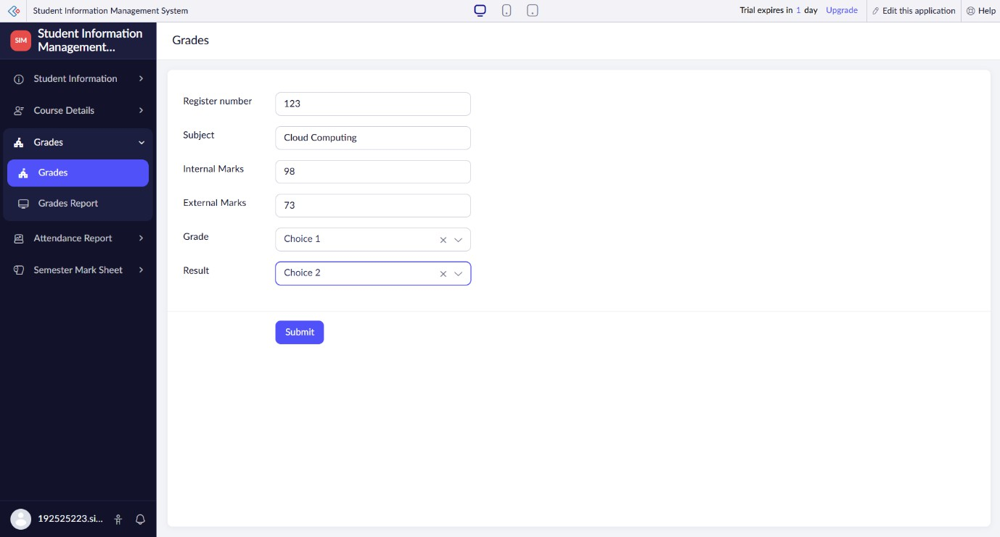 Student Information Management System
Trial expires in 1 day Upgrade Edit this application Help
SIM Student Information
Management...
Grades
Student Information
Course Details
Grades
Grades
Grades Report
Attendance Report
Semester Mark Sheet
Register number 123
Subject Cloud Computing
Internal Marks 98
External Marks 73
Grade Choice 1
Result Choice 2
Submit
192525223.si...